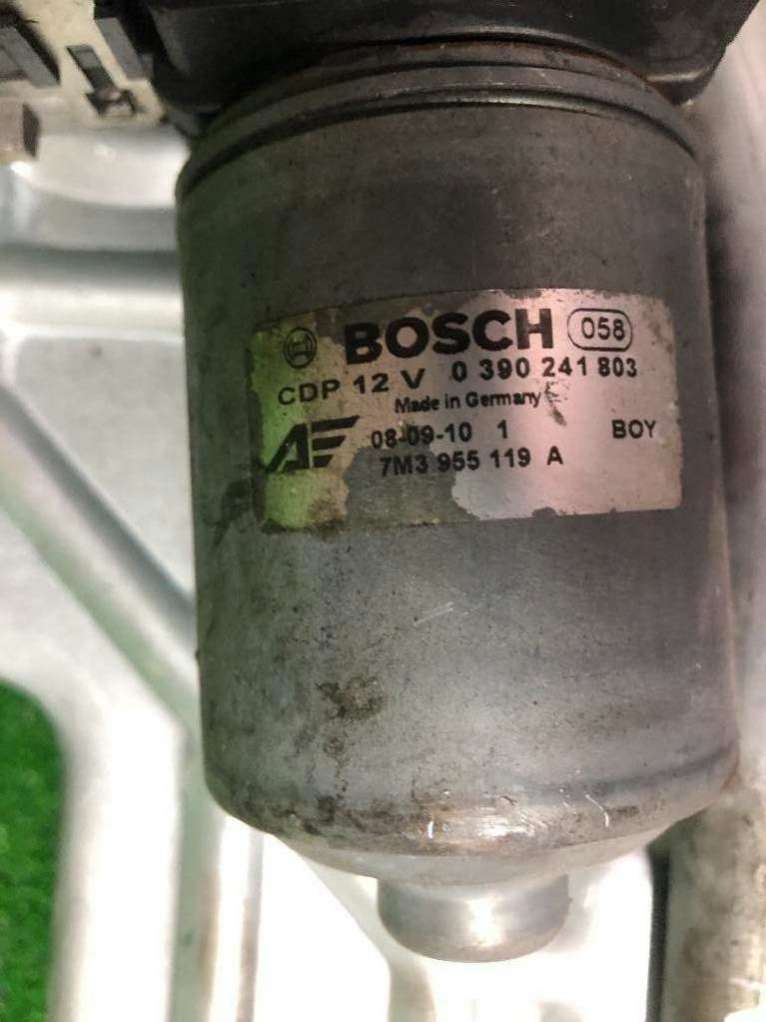 BOSCH 058
CDP 12 V 0 390 241 803
Made in Germany
08-09-10 1 BOY
7M3 955 119 A